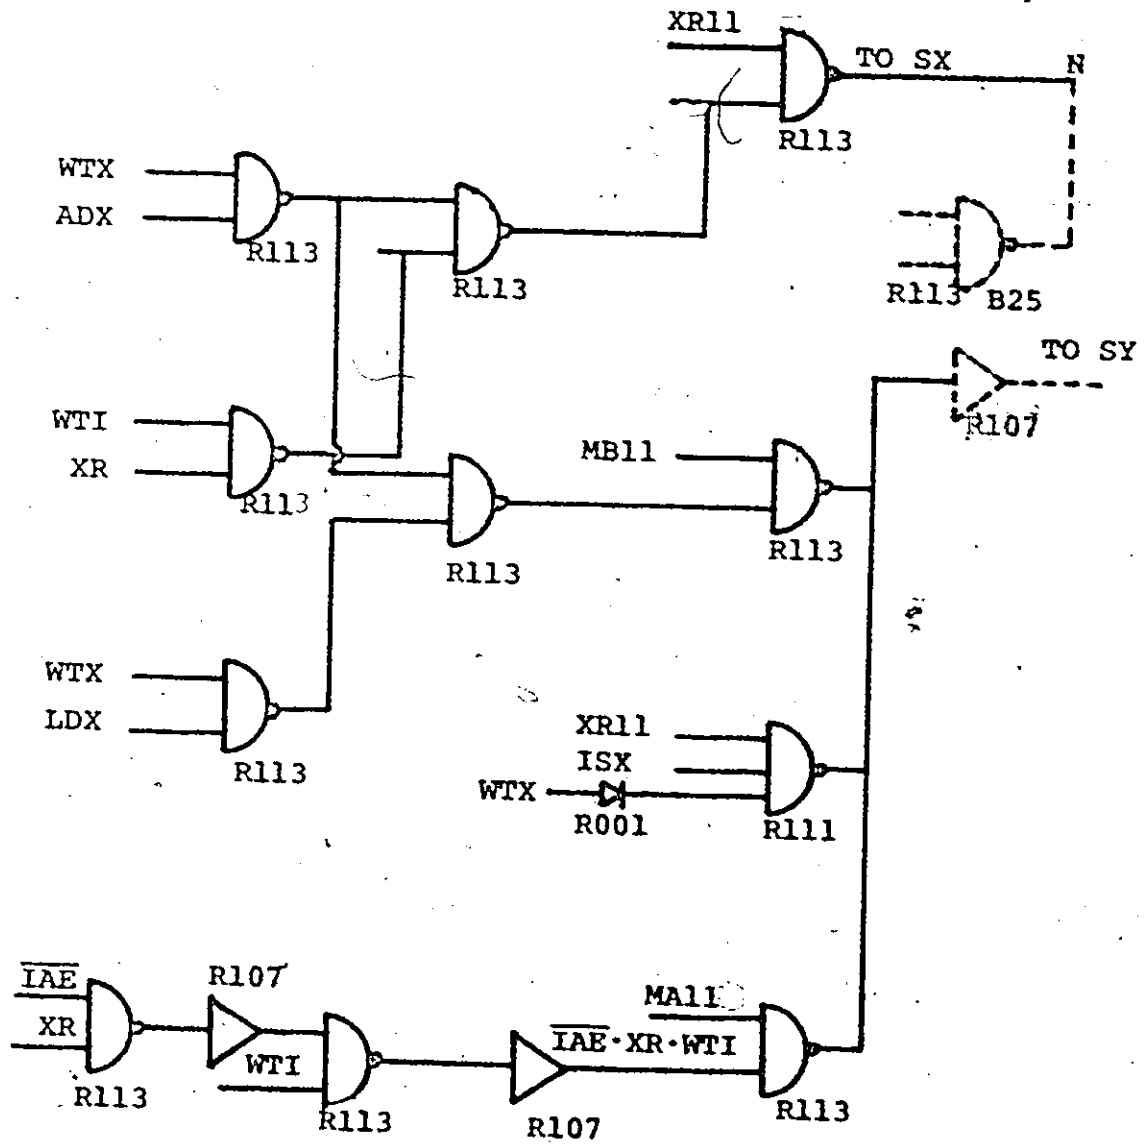 XR11
TO SX
N
R113
WTX
ADX
R113
R113
R113
B25
TO SY
R107
WTI
XR
R113
MB11
R113
R113
WTX
LDX
R113
XR11
ISX
WTX
R001
R111
IAE
XR
R113
R107
WTI
R113
MA11
IAE·XR·WTI
R107
R113